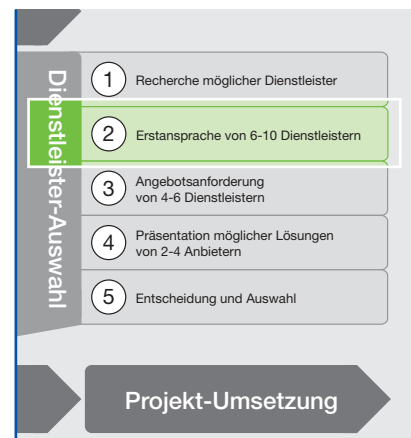 Dienstleister-Auswahl
1 Recherche möglicher Dienstleister
2 Erstansprache von 6-10 Dienstleistern
3 Angebotsanforderung
von 4-6 Dienstleistern
4 Präsentation möglicher Lösungen
von 2-4 Anbietern
5 Entscheidung und Auswahl
Projekt-Umsetzung